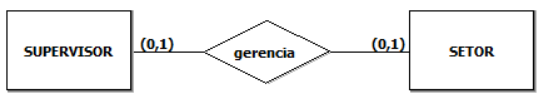 SUPERVISOR (0,1) gerencia (0,1) SETOR